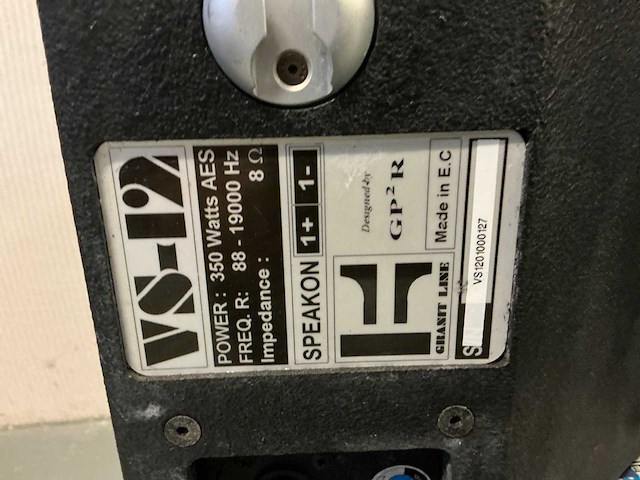 VS-12
POWER : 350 Watts AES
FREQ. R: 88 - 19000 Hz
Impedance : 8 Ω
SPEAKON 1+ 1-
Designed by
GP2R
GRANIT LINE
Made in E.C
S
VS1201000127